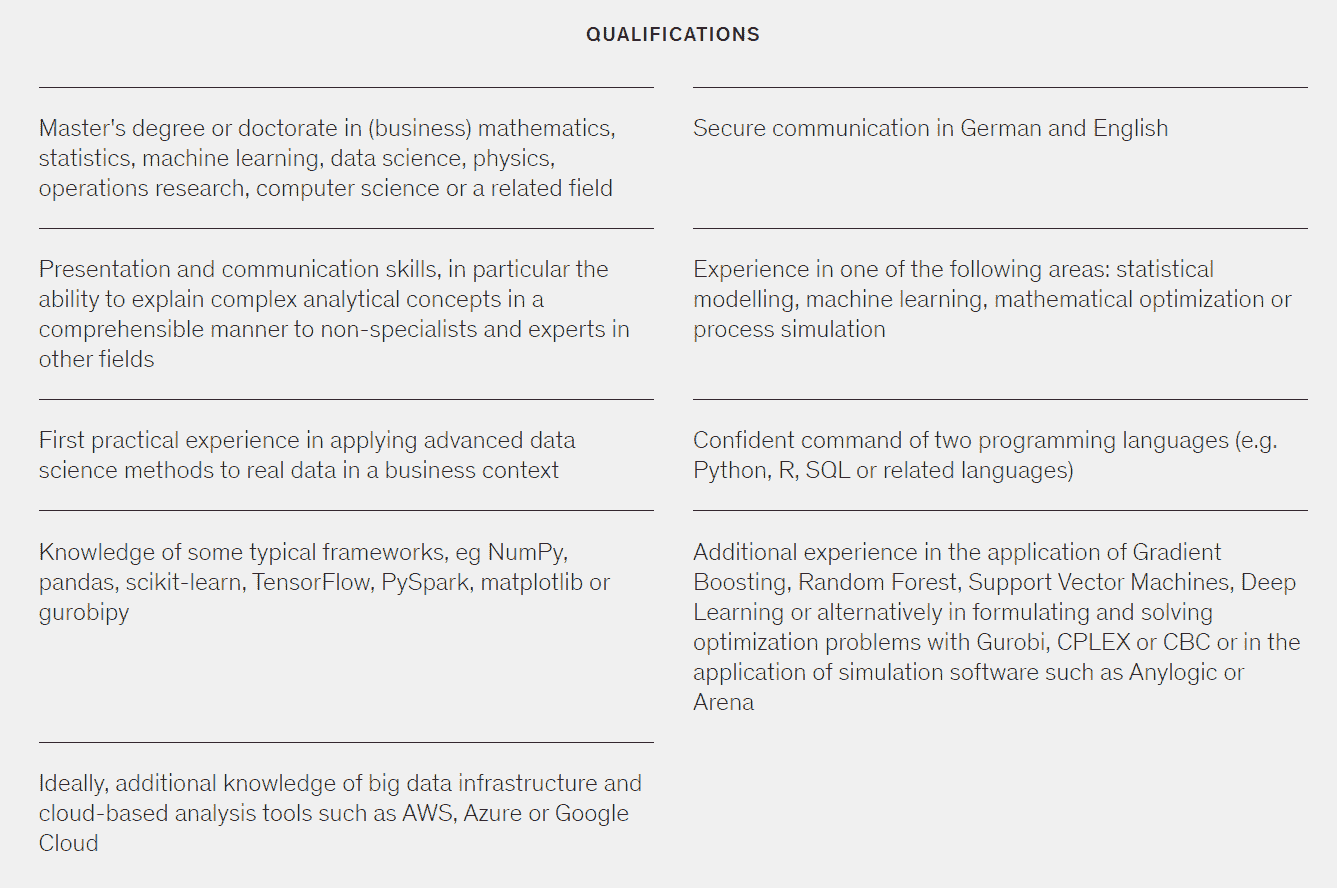 QUALIFICATIONS
Master's degree or doctorate in (business) mathematics,
statistics, machine learning, data science, physics,
operations research, computer science or a related field
Secure communication in German and English
Presentation and communication skills, in particular the
ability to explain complex analytical concepts in a
comprehensible manner to non-specialists and experts in
other fields
Experience in one of the following areas: statistical
modelling, machine learning, mathematical optimization or
process simulation
First practical experience in applying advanced data
science methods to real data in a business context
Confident command of two programming languages (e.g.
Python, R, SQL or related languages)
Knowledge of some typical frameworks, eg NumPy,
pandas, scikit-learn, TensorFlow, PySpark, matplotlib or
gurobipy
Additional experience in the application of Gradient
Boosting, Random Forest, Support Vector Machines, Deep
Learning or alternatively in formulating and solving
optimization problems with Gurobi, CPLEX or CBC or in the
application of simulation software such as Anylogic or
Arena
Ideally, additional knowledge of big data infrastructure and
cloud-based analysis tools such as AWS, Azure or Google
Cloud